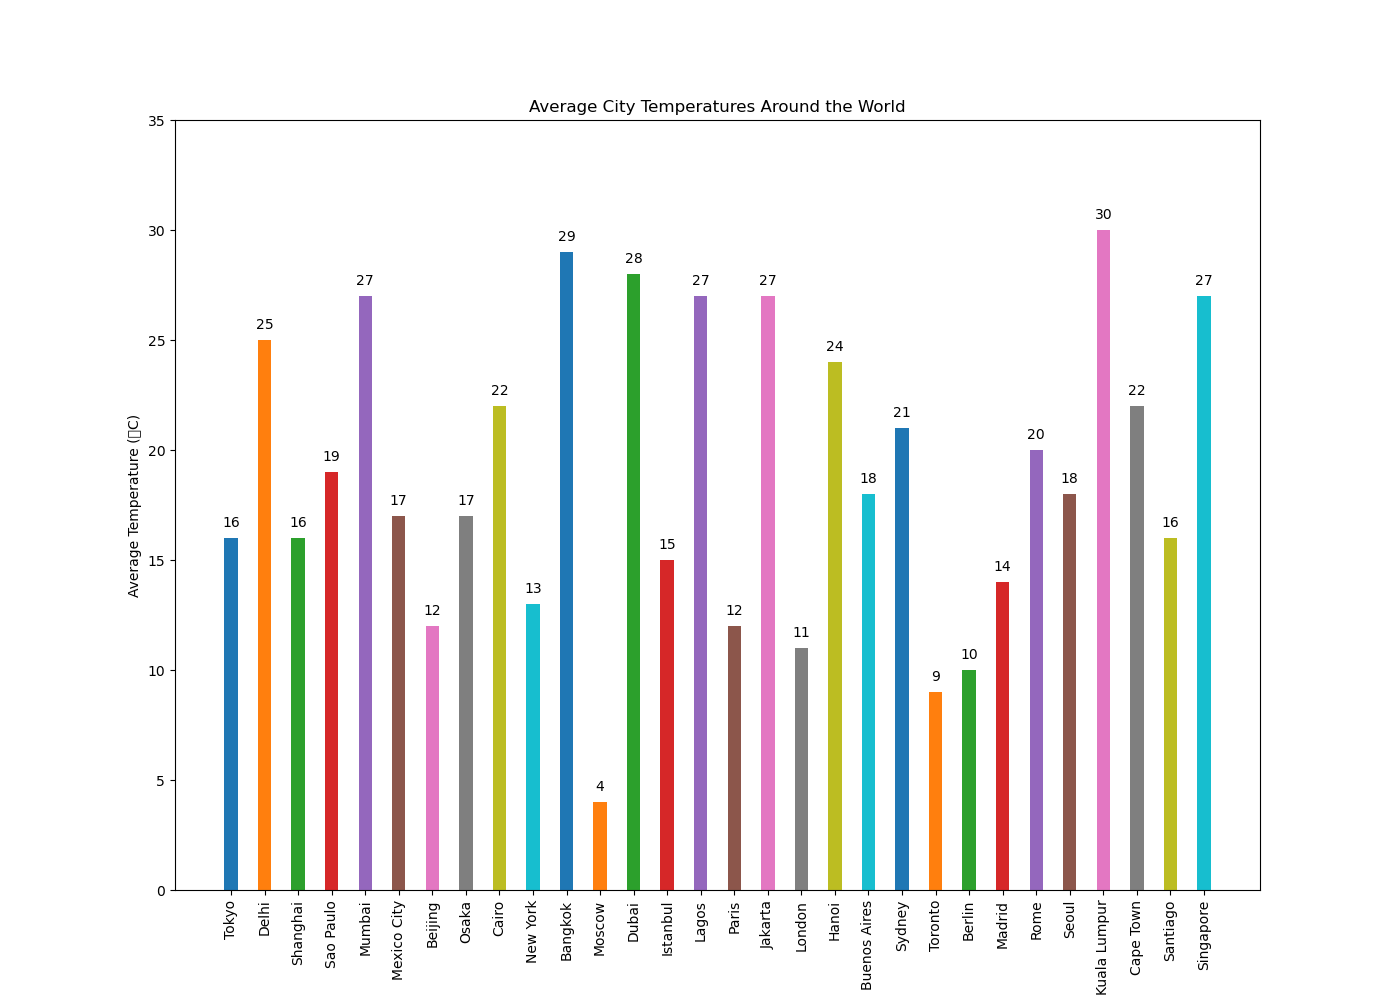 Average City Temperatures Around the World
Average Temperature (▯C)
35
30
25
20
15
10
5
0
16
25
16
19
27
17
12
17
22
13
29
4
28
15
27
12
27
11
24
18
21
9
10
14
20
18
30
22
16
27
Tokyo
Delhi
Shanghai
Sao Paulo
Mumbai
Mexico City
Beijing
Osaka
Cairo
New York
Bangkok
Moscow
Dubai
Istanbul
Lagos
Paris
Jakarta
London
Hanoi
Buenos Aires
Sydney
Toronto
Berlin
Madrid
Rome
Seoul
Kuala Lumpur
Cape Town
Santiago
Singapore